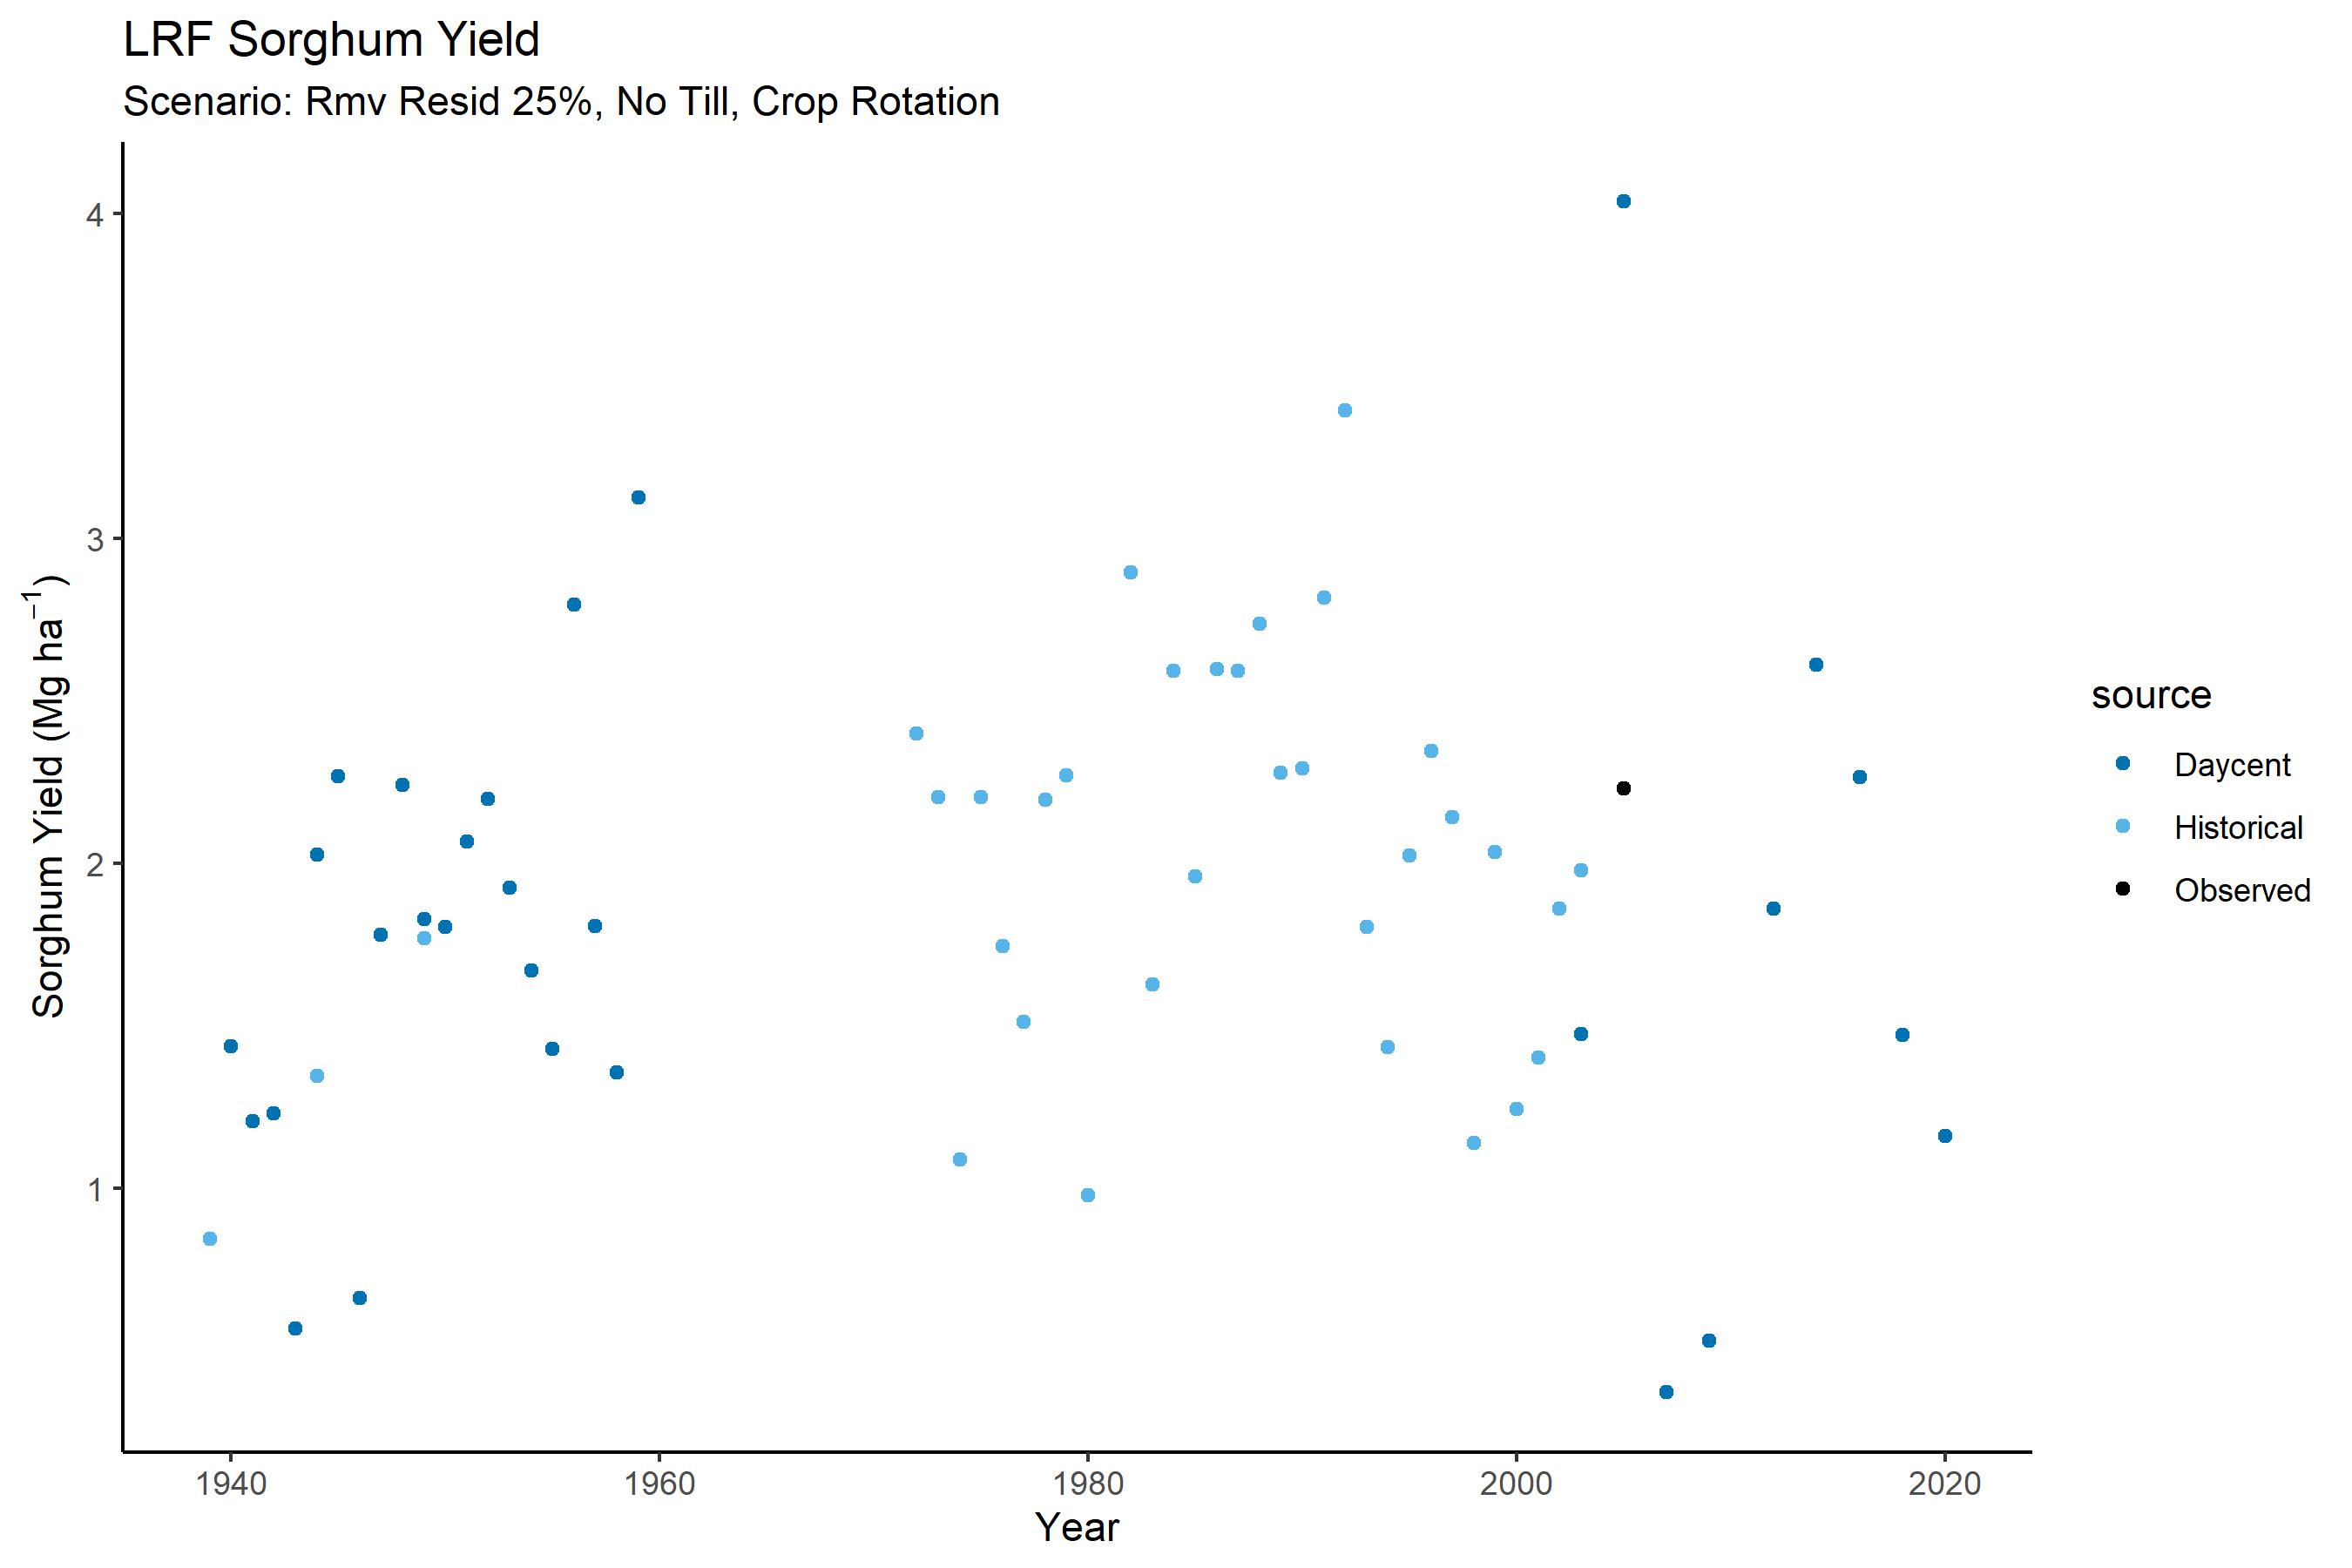 LRF Sorghum Yield
Scenario: Rmv Resid 25%, No Till, Crop Rotation
Sorghum Yield (Mg ha⁻¹)
4
3
2
1
1940
1960
1980
2000
2020
Year
source
Daycent
Historical
Observed